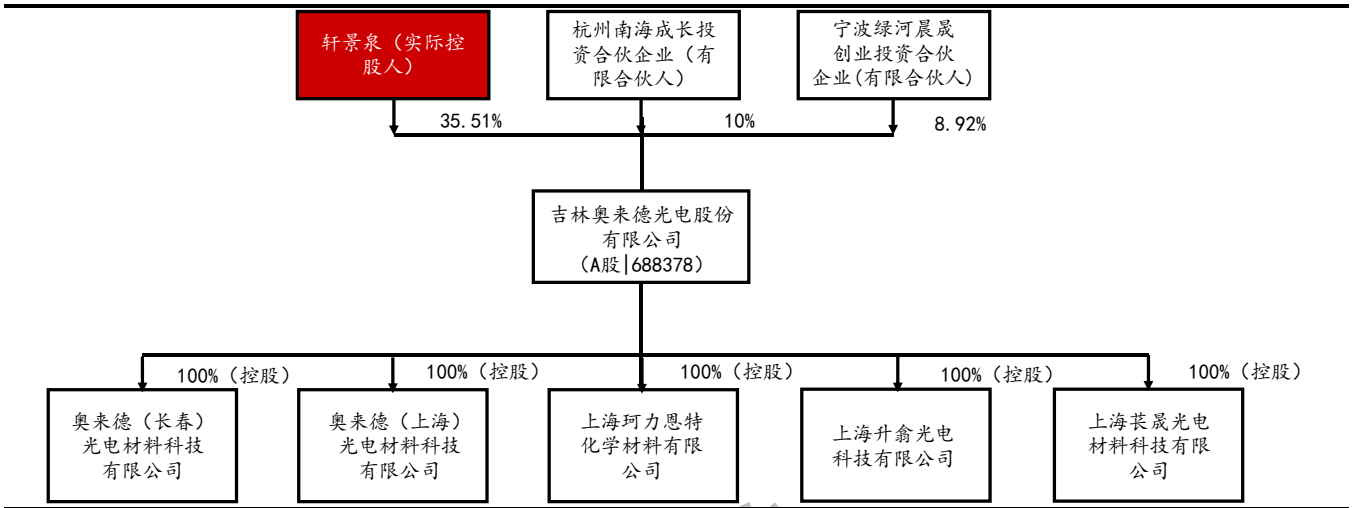 轩景泉（实际控
股人）
杭州南海成长投
资合伙企业（有
限合伙人）
宁波绿河晨晟
创业投资合伙
企业(有限合伙人)
35.51%
10%
8.92%
吉林奥来德光电股份
有限公司
（A股|688378）
100%（控股）
100%（控股）
100%（控股）
100%（控股）
100%（控股）
奥来德（长春）
光电材料科技
有限公司
奥来德（上海）
光电材料科技
有限公司
上海珂力恩特
化学材料有限
公司
上海升翕光电
科技有限公司
上海苌晟光电
材料科技有限
公司